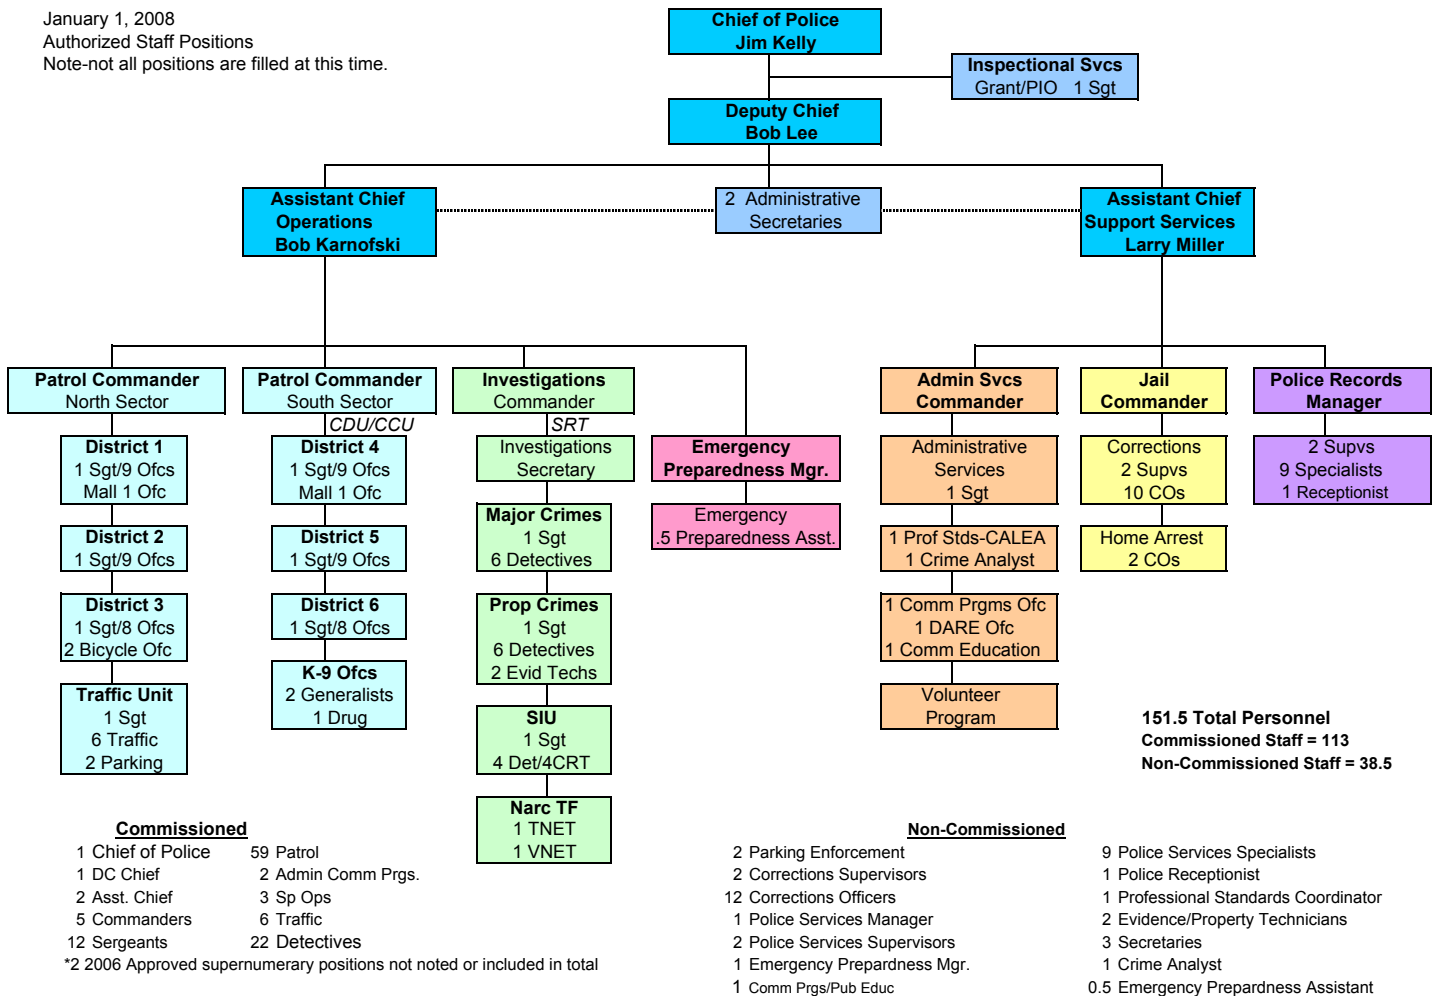 January 1, 2008
Authorized Staff Positions
Note-not all positions are filled at this time.
Chief of Police
Jim Kelly
Inspectional Svcs
Grant/PIO 1 Sgt
Deputy Chief
Bob Lee
Assistant Chief
Operations
Bob Karnofski
2 Administrative
Secretaries
Assistant Chief
Support Services
Larry Miller
Patrol Commander
North Sector
District 1
1 Sgt/9 Ofcs
Mall 1 Ofc
District 2
1 Sgt/9 Ofcs
District 3
1 Sgt/8 Ofcs
2 Bicycle Ofc
Traffic Unit
1 Sgt
6 Traffic
2 Parking
Patrol Commander
South Sector
CDU/CCU
District 4
1 Sgt/9 Ofcs
Mall 1 Ofc
District 5
1 Sgt/9 Ofcs
District 6
1 Sgt/8 Ofcs
K-9 Ofcs
2 Generalists
1 Drug
Investigations
Commander
SRT
Investigations
Secretary
Major Crimes
1 Sgt
6 Detectives
Prop Crimes
1 Sgt
6 Detectives
2 Evid Techs
SIU
1 Sgt
4 Det/4CRT
Narc TF
1 TNET
1 VNET
Emergency
Preparedness Mgr.
Emergency
.5 Preparedness Asst.
Admin Svcs
Commander
Administrative
Services
1 Sgt
1 Prof Stds-CALEA
1 Crime Analyst
1 Comm Prgms Ofc
1 DARE Ofc
1 Comm Education
Volunteer
Program
Jail
Commander
Corrections
2 Supvs
10 COs
Home Arrest
2 COs
Police Records
Manager
2 Supvs
9 Specialists
1 Receptionist
151.5 Total Personnel
Commissioned Staff = 113
Non-Commissioned Staff = 38.5
Commissioned
1 Chief of Police
1 DC Chief
2 Asst. Chief
5 Commanders
12 Sergeants
59 Patrol
2 Admin Comm Prgs.
3 Sp Ops
6 Traffic
22 Detectives
*2 2006 Approved supernumerary positions not noted or included in total
Non-Commissioned
2 Parking Enforcement
2 Corrections Supervisors
12 Corrections Officers
1 Police Services Manager
2 Police Services Supervisors
1 Emergency Prepardness Mgr.
1 Comm Prgs/Pub Educ
9 Police Services Specialists
1 Police Receptionist
1 Professional Standards Coordinator
2 Evidence/Property Technicians
3 Secretaries
1 Crime Analyst
0.5 Emergency Prepardness Assistant